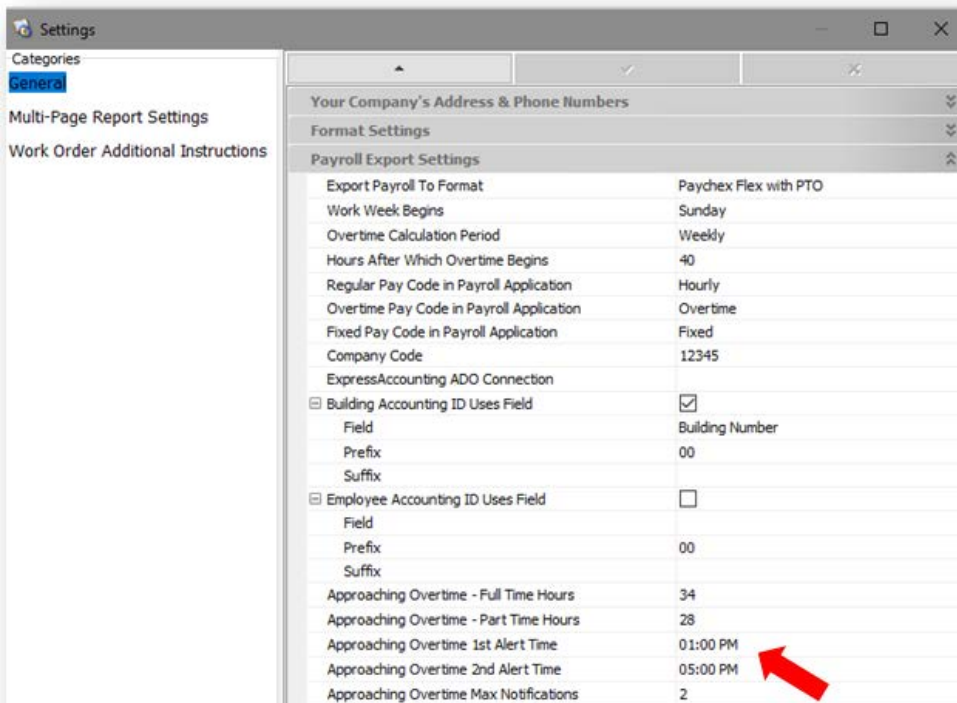 Settings
Categories
General
Multi-Page Report Settings
Work Order Additional Instructions
Your Company's Address & Phone Numbers
Format Settings
Payroll Export Settings
Export Payroll To Format Paychex Flex with PTO
Work Week Begins Sunday
Overtime Calculation Period Weekly
Hours After Which Overtime Begins 40
Regular Pay Code in Payroll Application Hourly
Overtime Pay Code in Payroll Application Overtime
Fixed Pay Code in Payroll Application Fixed
Company Code 12345
ExpressAccounting ADO Connection
Building Accounting ID Uses Field
Field Building Number
Prefix 00
Suffix
Employee Accounting ID Uses Field
Field
Prefix 00
Suffix
Approaching Overtime - Full Time Hours 34
Approaching Overtime - Part Time Hours 28
Approaching Overtime 1st Alert Time 01:00 PM
Approaching Overtime 2nd Alert Time 05:00 PM
Approaching Overtime Max Notifications 2